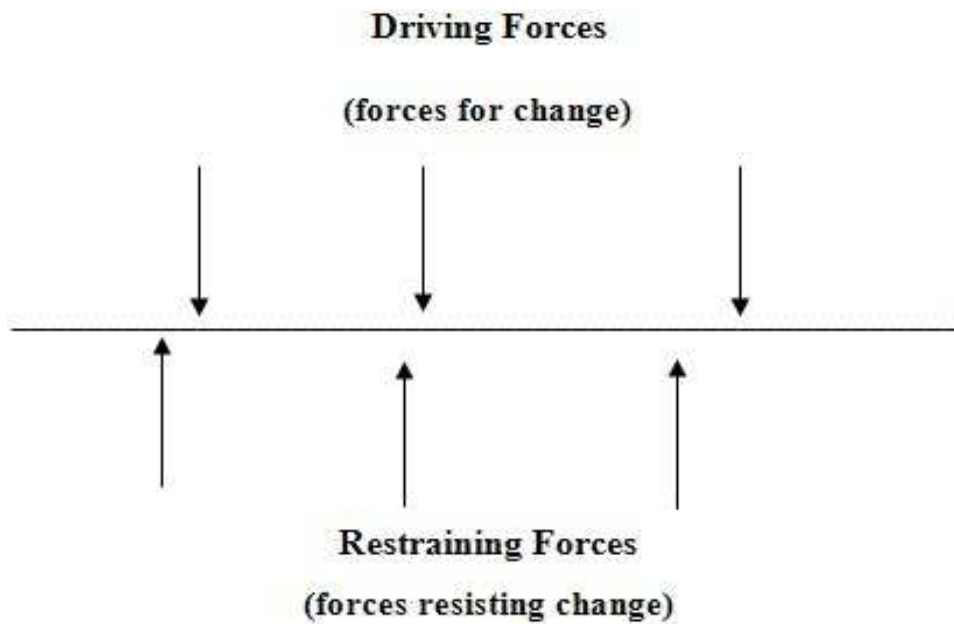 Driving Forces
(forces for change)
Restraining Forces
(forces resisting change)